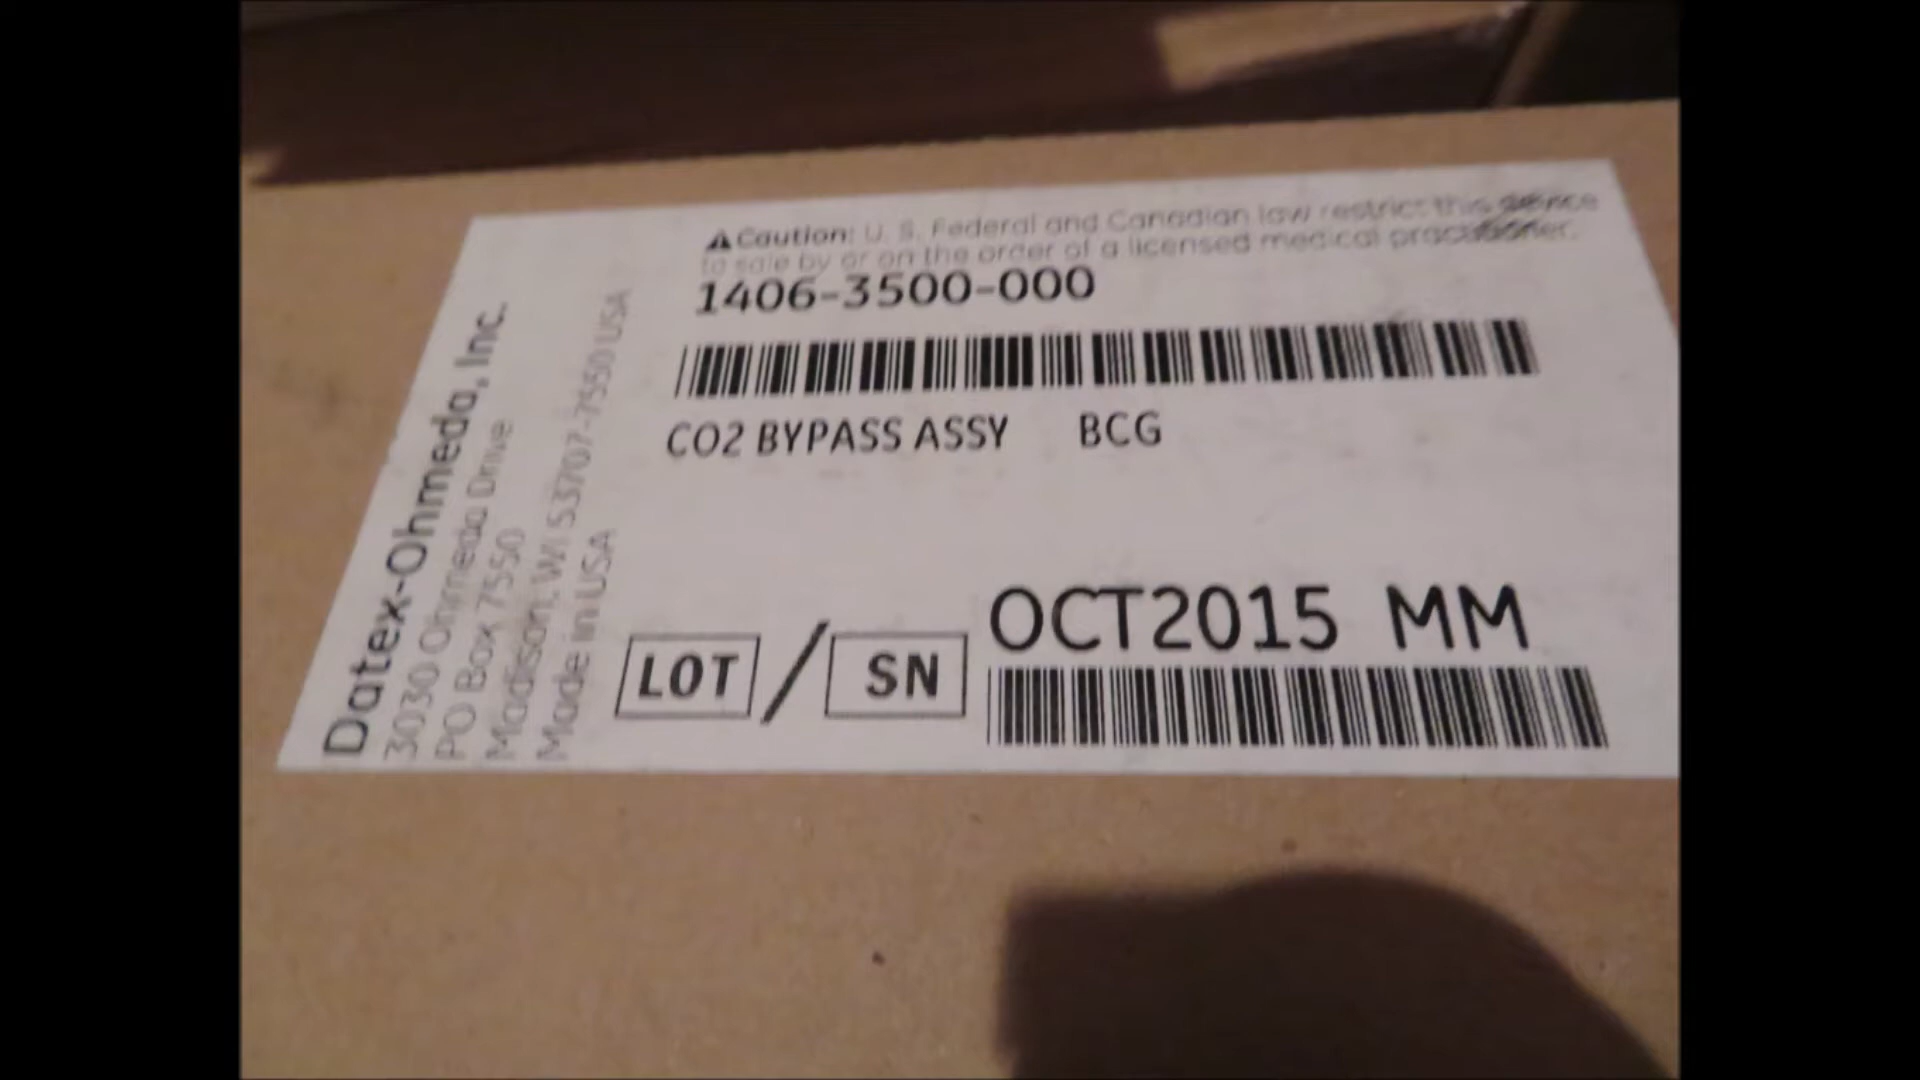 ⚠Caution: U. S. Federal and Canadian law restrict this device
to sale by or on the order of a licensed medical practitioner.
1406-3500-000
CO2 BYPASS ASSY BCG
LOT / SN
OCT2015 MM
Datex-Ohmeda, Inc.
3030 Ohmeda Drive
PO Box 7550
Madison, WI 53707-7550 USA
Made in USA